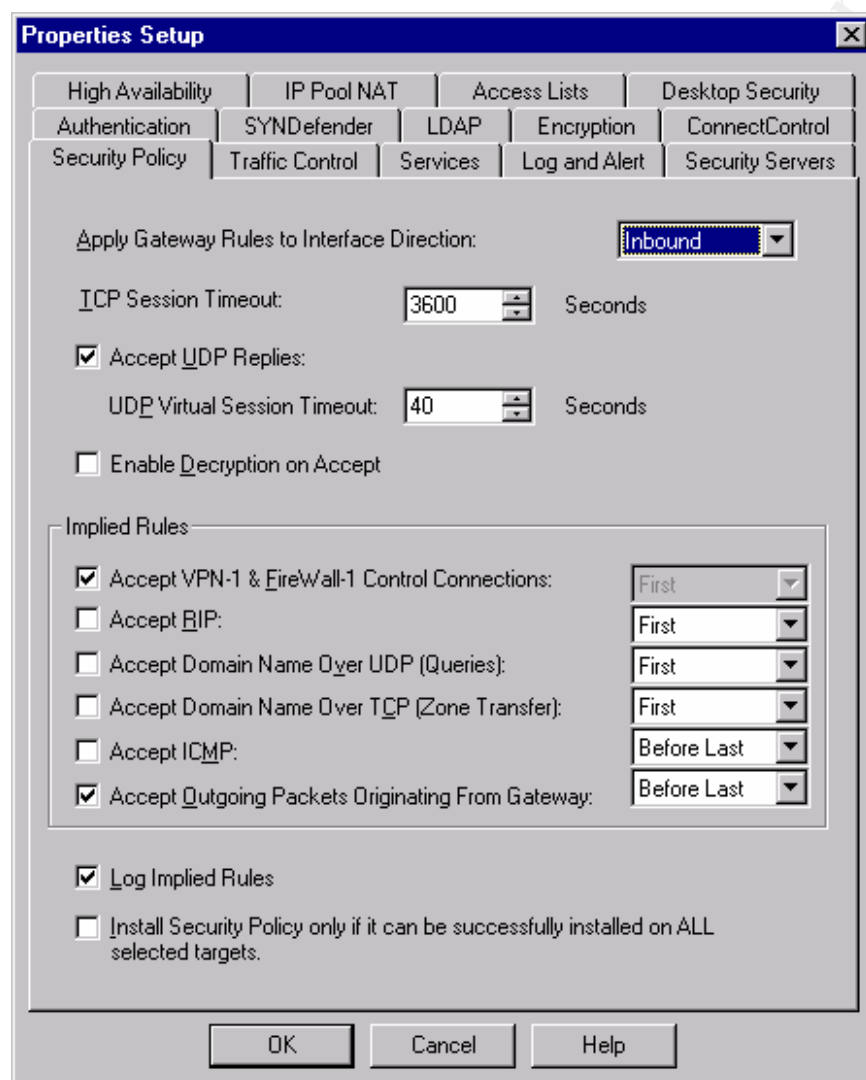 Properties Setup
High Availability
IP Pool NAT
Access Lists
Desktop Security
Authentication
SYNDefender
LDAP
Encryption
ConnectControl
Security Policy
Traffic Control
Services
Log and Alert
Security Servers
Apply Gateway Rules to Interface Direction: Inbound
TCP Session Timeout: 3600 Seconds
Accept UDP Replies:
UDP Virtual Session Timeout: 40 Seconds
Enable Decryption on Accept
Implied Rules
Accept VPN-1 & FireWall-1 Control Connections: First
Accept RIP: First
Accept Domain Name Over UDP (Queries): First
Accept Domain Name Over TCP (Zone Transfer): First
Accept ICMP: Before Last
Accept Outgoing Packets Originating From Gateway: Before Last
Log Implied Rules
Install Security Policy only if it can be successfully installed on ALL
selected targets.
OK
Cancel
Help